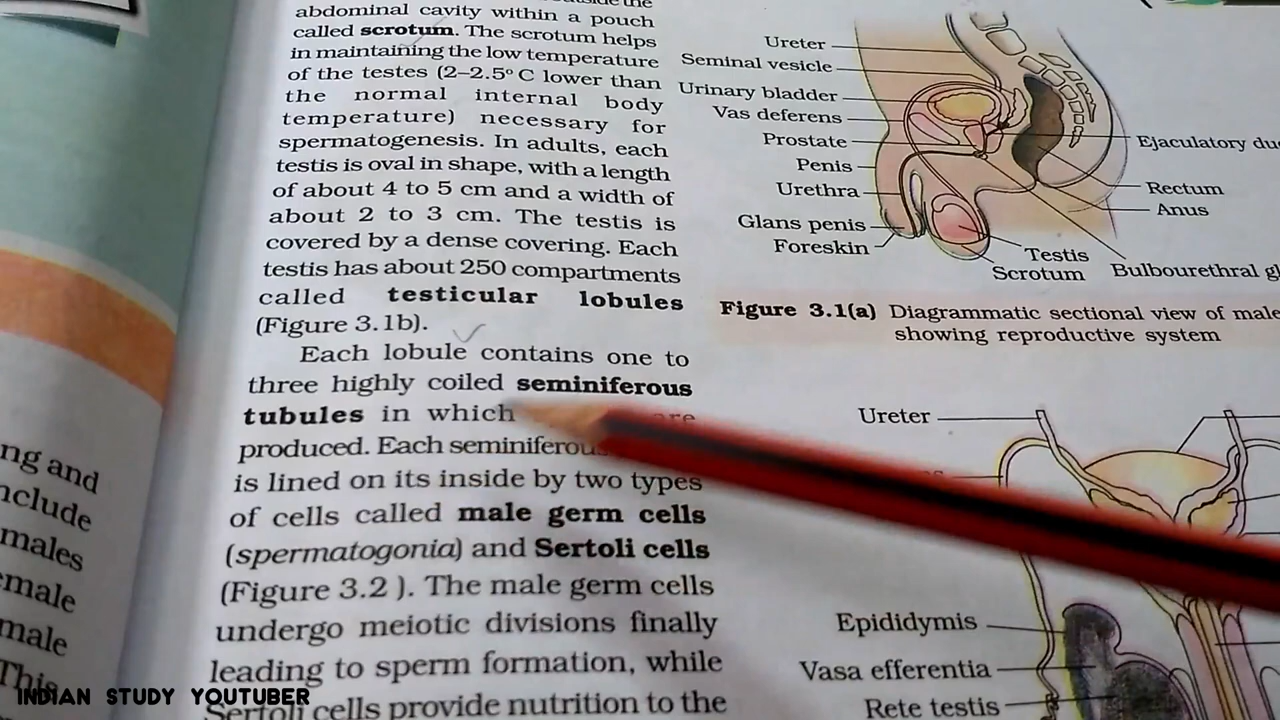 abdominal cavity within a pouch
called scrotum. The scrotum helps
in maintaining the low temperature
of the testes (2–2.5° C lower than
the normal internal body
temperature) necessary for
spermatogenesis. In adults, each
testis is oval in shape, with a length
of about 4 to 5 cm and a width of
about 2 to 3 cm. The testis is
covered by a dense covering. Each
testis has about 250 compartments
called testicular lobules
(Figure 3.1b).
Each lobule contains one to
three highly coiled seminiferous
tubules in which
produced. Each
is lined on its inside by two types
of cells called male germ cells
(spermatogonia) and Sertoli cells
(Figure 3.2 ). The male germ cells
undergo meiotic divisions finally
leading to sperm formation, while
Sertoli cells provide nutrition to the
Ureter
Seminal vesicle
Urinary bladder
Vas deferens
Prostate
Penis
Urethra
Glans penis
Foreskin
Ejaculatory
Rectum
Anus
Testis
Scrotum
Bulbourethral
Figure 3.1(a) Diagrammatic sectional view of male
showing reproductive system
Ureter
Epididymis
Vasa efferentia
Rete testis
ng and
nclude
males
male
male
This
INDIAN STUDY YOUTUBER